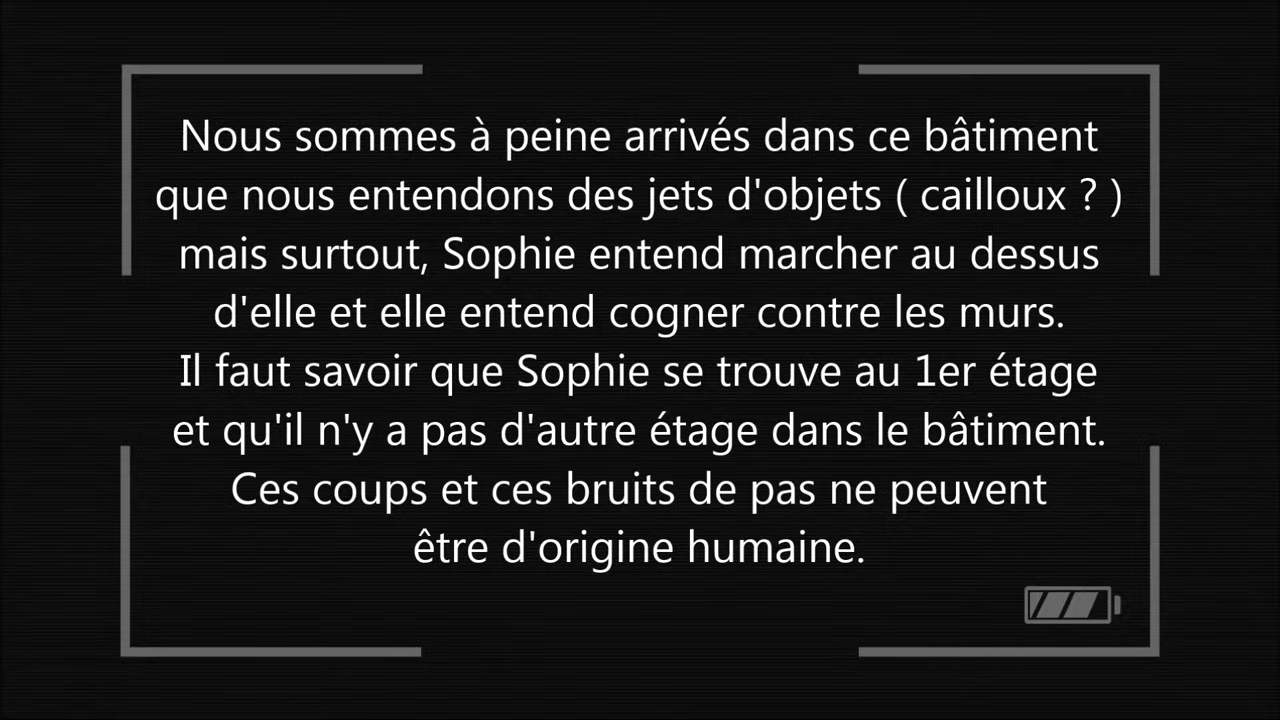 Nous sommes à peine arrivés dans ce bâtiment
que nous entendons des jets d'objets ( cailloux ? )
mais surtout, Sophie entend marcher au dessus
d'elle et elle entend cogner contre les murs.
Il faut savoir que Sophie se trouve au 1er étage
et qu'il n'y a pas d'autre étage dans le bâtiment.
Ces coups et ces bruits de pas ne peuvent
être d'origine humaine.